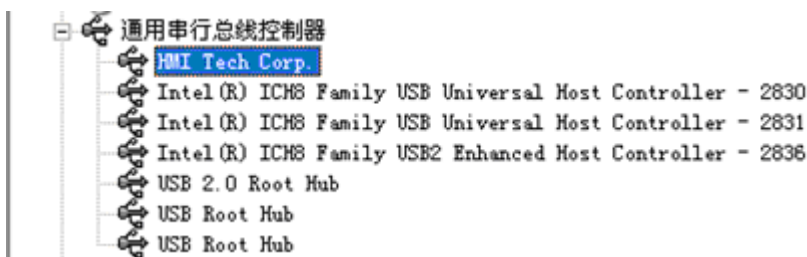 通用串行总线控制器
HMI Tech Corp.
Intel(R) ICH8 Family USB Universal Host Controller - 2830
Intel(R) ICH8 Family USB Universal Host Controller - 2831
Intel(R) ICH8 Family USB2 Enhanced Host Controller - 2836
USB 2.0 Root Hub
USB Root Hub
USB Root Hub